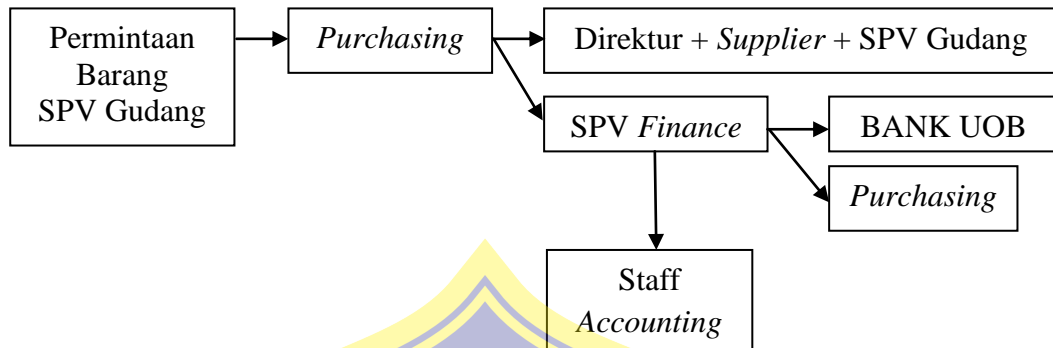 Permintaan
Barang
SPV Gudang
Purchasing
Direktur + Supplier + SPV Gudang
SPV Finance
BANK UOB
Purchasing
Staff
Accounting